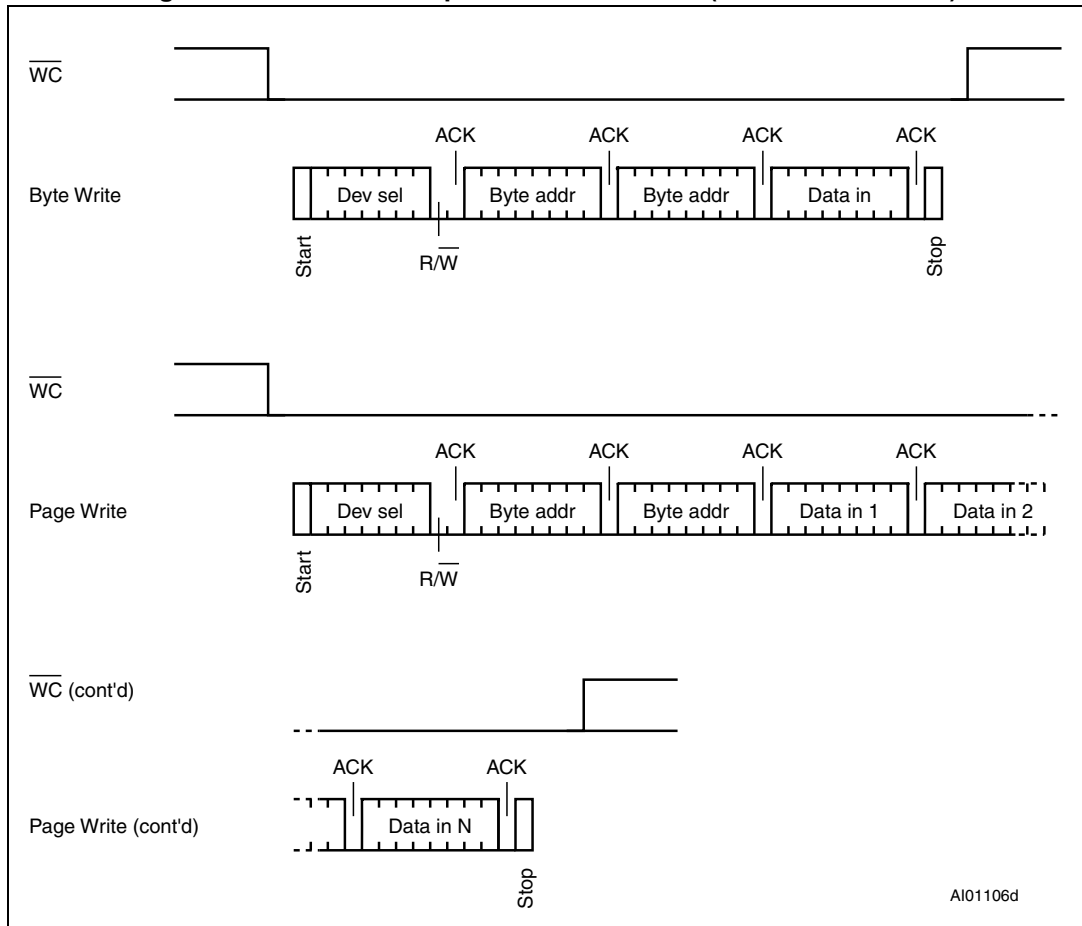 WC
ACK ACK ACK ACK
Byte Write Dev sel Byte addr Byte addr Data in
Start R/W Stop
WC
ACK ACK ACK ACK
Page Write Dev sel Byte addr Byte addr Data in 1 Data in 2
Start R/W
WC (cont'd)
ACK ACK
Page Write (cont'd) Data in N
Stop
AI01106d